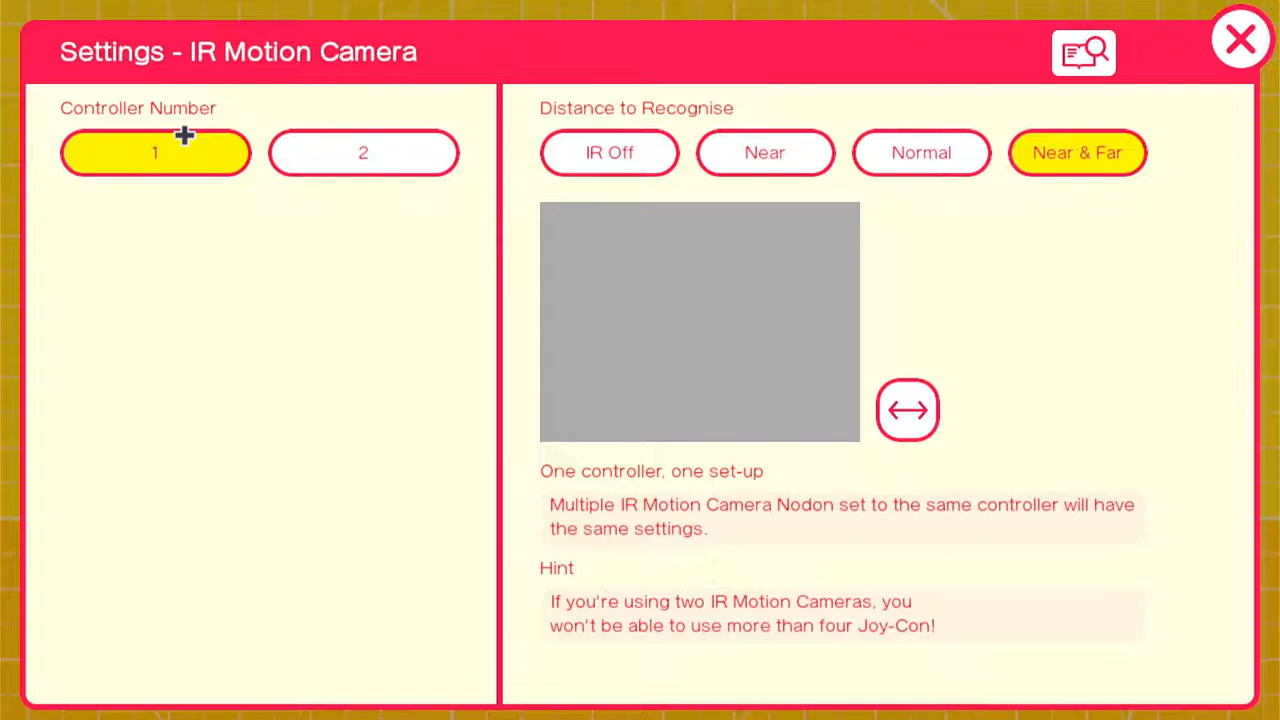 Settings - IR Motion Camera
Controller Number
1
2
Distance to Recognise
IR Off
Near
Normal
Near & Far
One controller, one set-up
Multiple IR Motion Camera Nodon set to the same controller will have
the same settings.
Hint
If you're using two IR Motion Cameras, you
won't be able to use more than four Joy-Con!